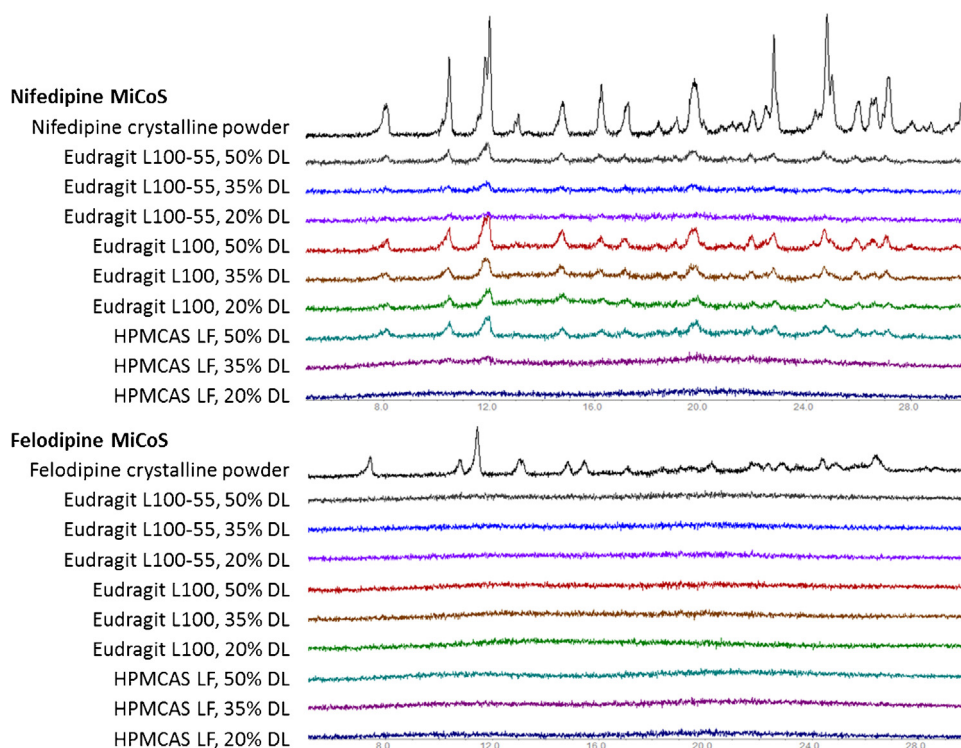 Nifedipine MiCoS
Nifedipine crystalline powder
Eudragit L100-55, 50% DL
Eudragit L100-55, 35% DL
Eudragit L100-55, 20% DL
Eudragit L100, 50% DL
Eudragit L100, 35% DL
Eudragit L100, 20% DL
HPMCAS LF, 50% DL
HPMCAS LF, 35% DL
HPMCAS LF, 20% DL
8.0 12.0 16.0 20.0 24.0 28.0
Felodipine MiCoS
Felodipine crystalline powder
Eudragit L100-55, 50% DL
Eudragit L100-55, 35% DL
Eudragit L100-55, 20% DL
Eudragit L100, 50% DL
Eudragit L100, 35% DL
Eudragit L100, 20% DL
HPMCAS LF, 50% DL
HPMCAS LF, 35% DL
HPMCAS LF, 20% DL
8.0 12.0 16.0 20.0 24.0 28.0